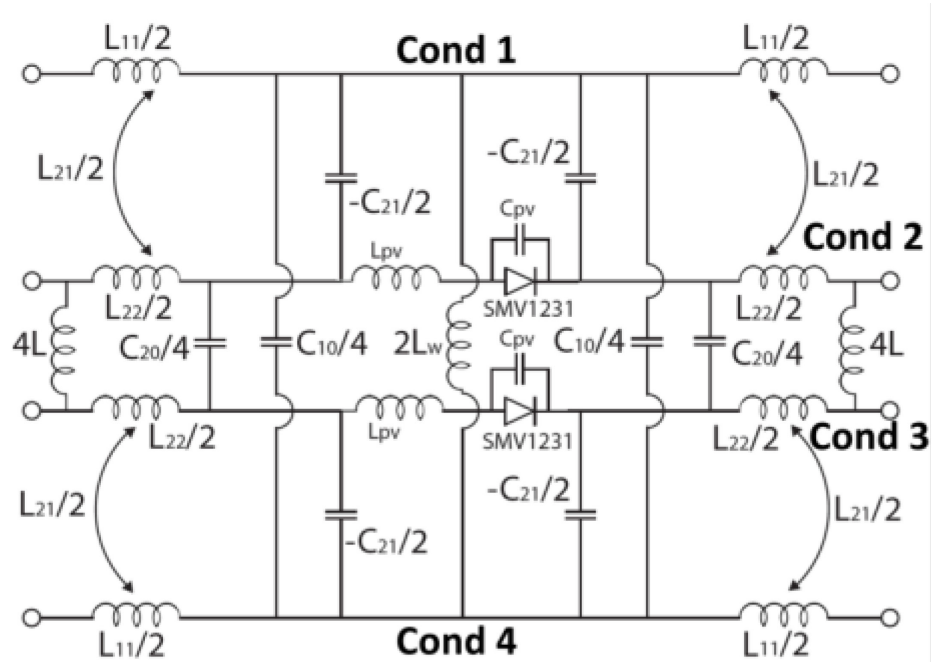 L11/2
Cond 1
L11/2
L21/2
-C21/2
-C21/2
L21/2
Cpv
Lpv
Cond 2
L22/2
SMV1231
L22/2
4L
C20/4
C10/4
2Lw
Cpv
C10/4
C20/4
4L
L22/2
Lpv
SMV1231
L22/2
Cond 3
L21/2
-C21/2
-C21/2
L21/2
L11/2
Cond 4
L11/2